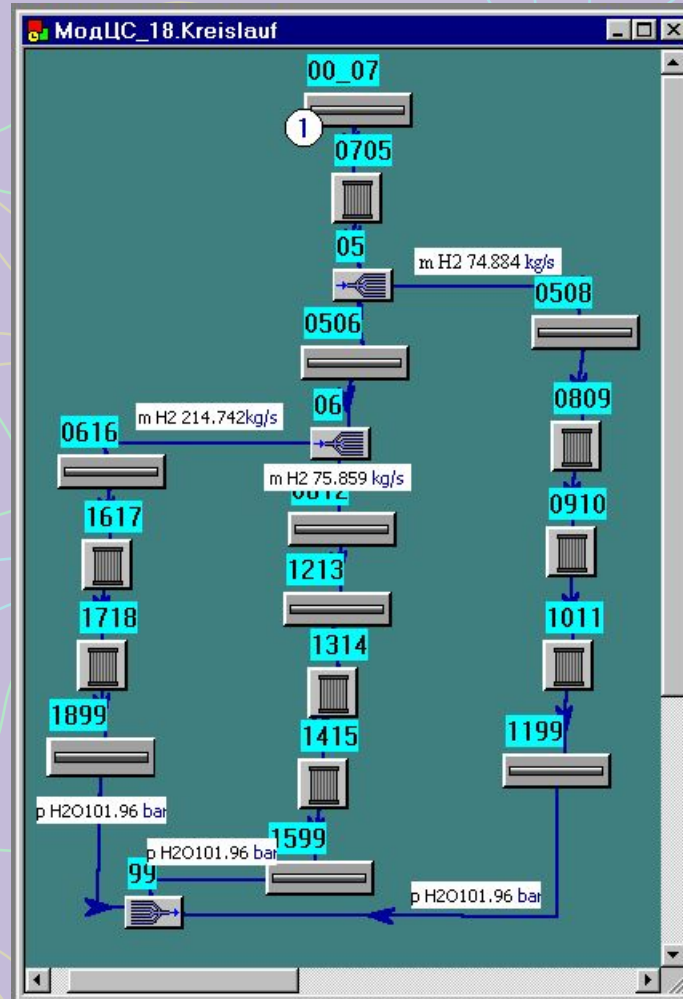 МодЦС_18.Kreislauf
00_07
1
0705
05
m H2 74.884 kg/s
0508
0506
0809
06
m H2 214.742kg/s
0616
m H2 75.859 kg/s
0910
1617
1213
1011
1718
1314
1899
1415
1199
p H2O101.96 bar
1599
p H2O101.96 bar
99
p H2O101.96 bar